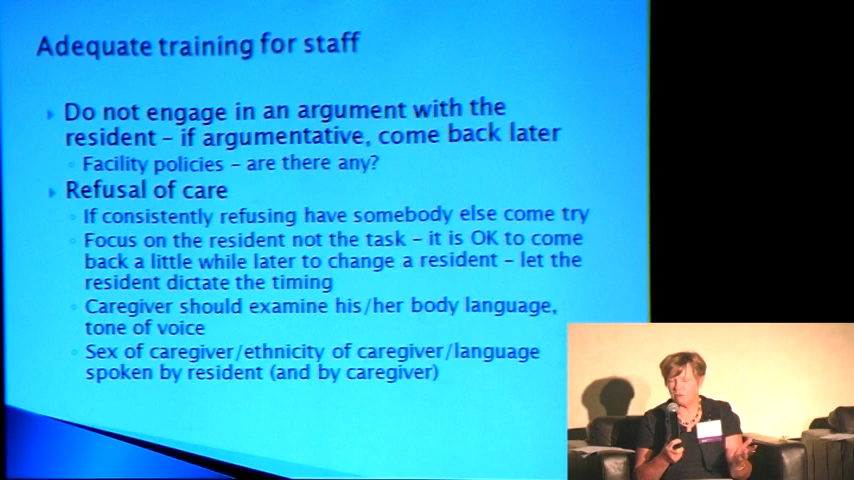 Adequate training for staff
Do not engage in an argument with the
resident – if argumentative, come back later
Facility policies – are there any?
Refusal of care
If consistently refusing have somebody else come try
Focus on the resident not the task – it is OK to come
back a little while later to change a resident – let the
resident dictate the timing
Caregiver should examine his/her body language,
tone of voice
Sex of caregiver/ethnicity of caregiver/language
spoken by resident (and by caregiver)